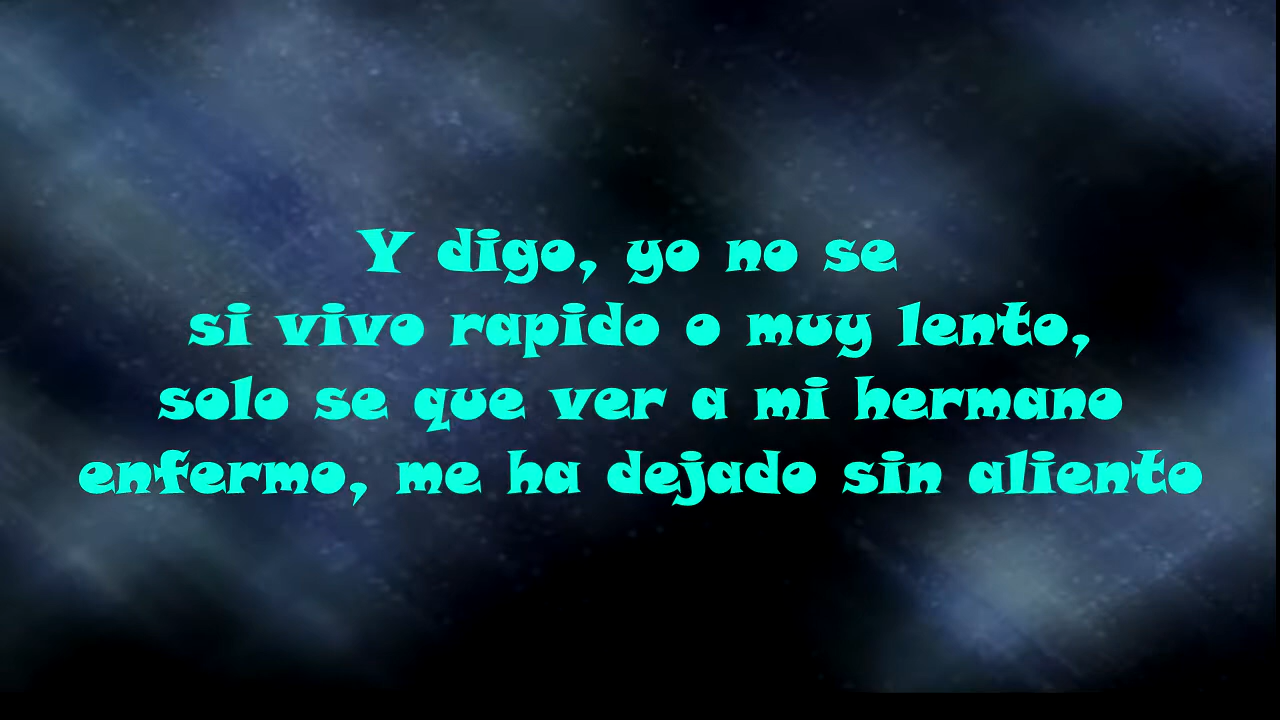 Y digo, yo no se
si vivo rapido o muy lento,
solo se que ver a mi hermano
enfermo, me ha dejado sin aliento